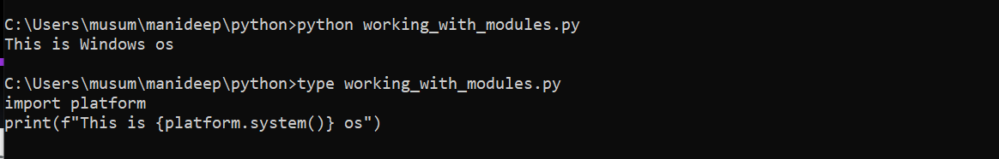 C:\Users\musum\manideep\python>python working_with_modules.py
This is Windows os
C:\Users\musum\manideep\python>type working_with_modules.py
import platform
print(f"This is {platform.system()} os")